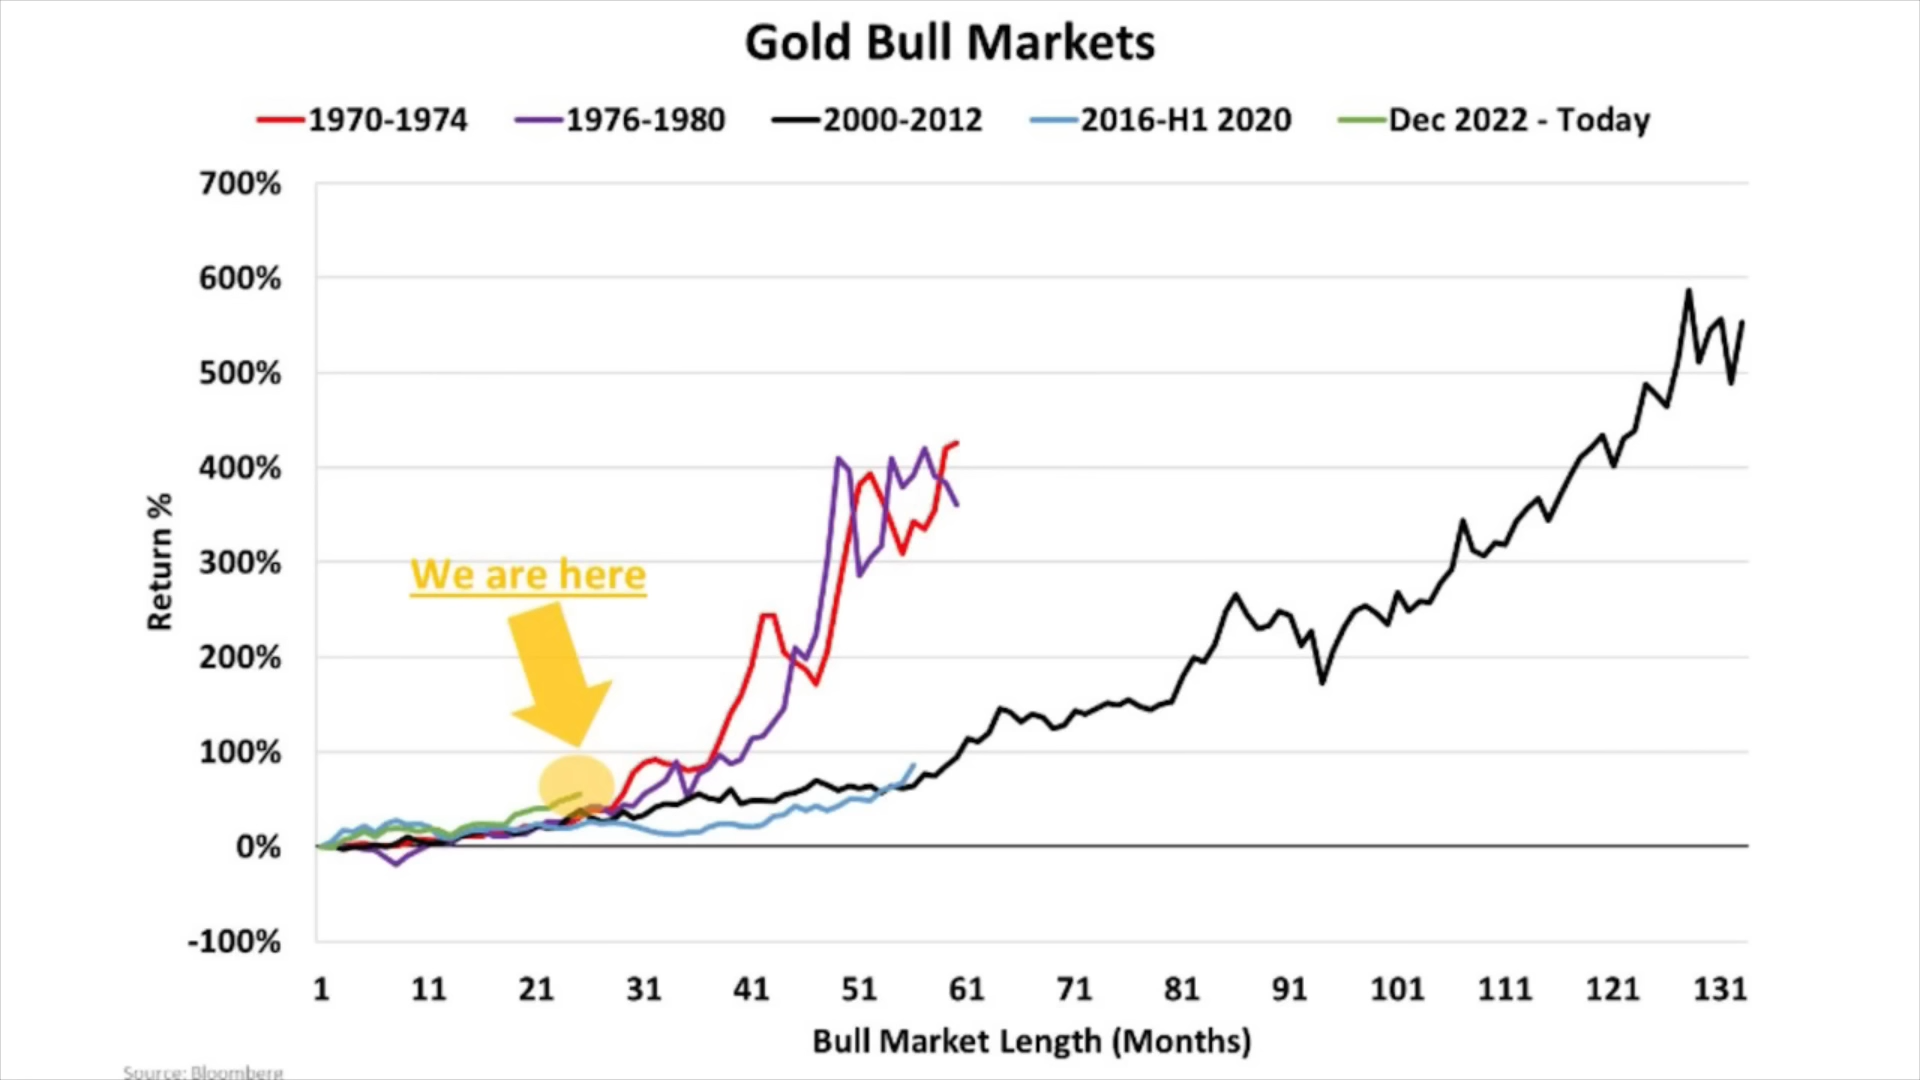 Gold Bull Markets
1970-1974 1976-1980 2000-2012 2016-H1 2020 Dec 2022 - Today
700%
600%
500%
400%
300%
200%
100%
0%
-100%
Return %
We are here
1 11 21 31 41 51 61 71 81 91 101 111 121 131
Bull Market Length (Months)
Source: Bloomberg